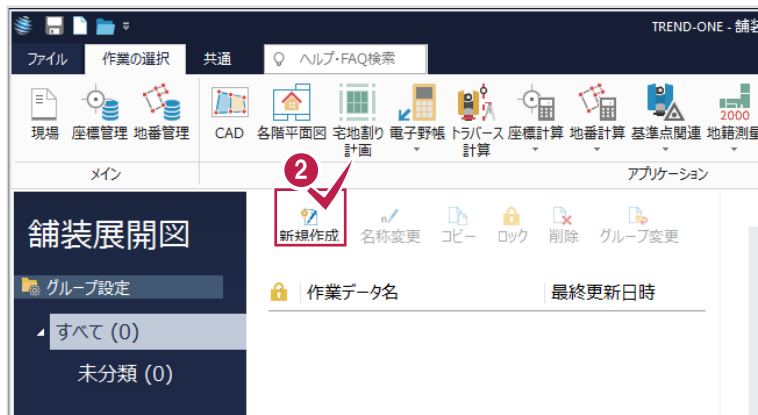 TREND-ONE - 舗装
ファイル 作業の選択 共通 ヘルプ・FAQ検索
現場 座標管理 地番管理 CAD 各階平面図 宅地割り計画 電子野帳 トラバース計算 座標計算 地番計算 基準点関連 地籍測量
2000
メイン アプリケーション
2
舗装展開図
新規作成 名称変更 コピー ロック 削除 グループ変更
グループ設定
作業データ名 最終更新日時
すべて (0)
未分類 (0)